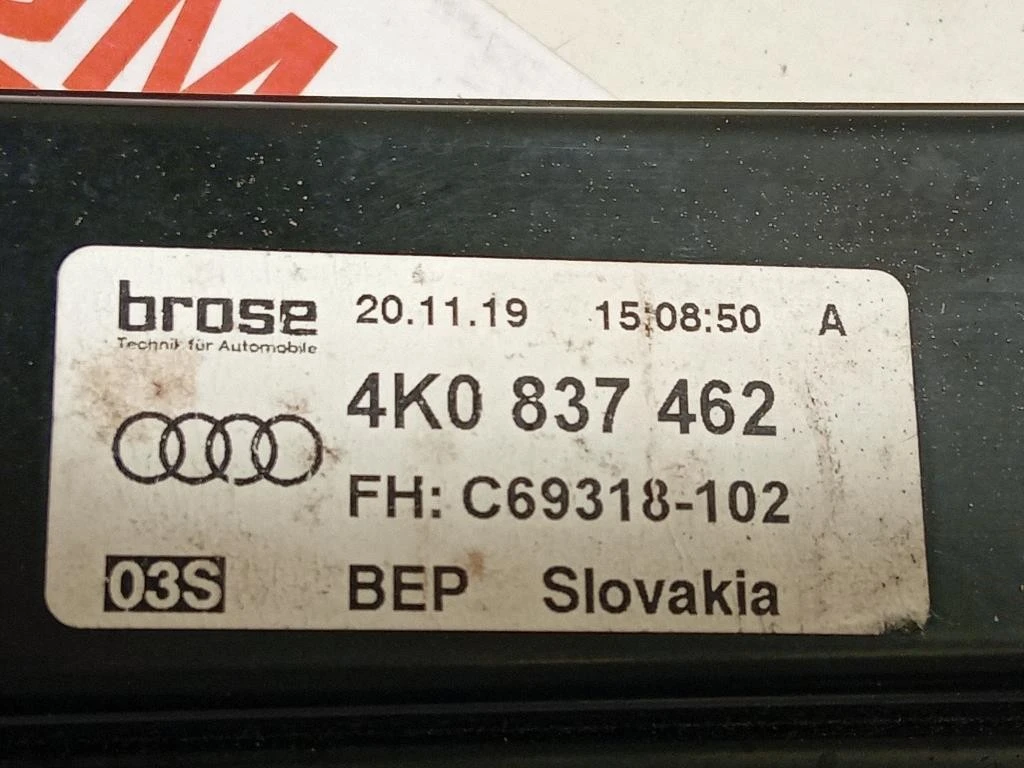 brose 20.11.19 15:08:50 A
Technik für Automobile
4K0 837 462
FH: C69318-102
03S BEP Slovakia